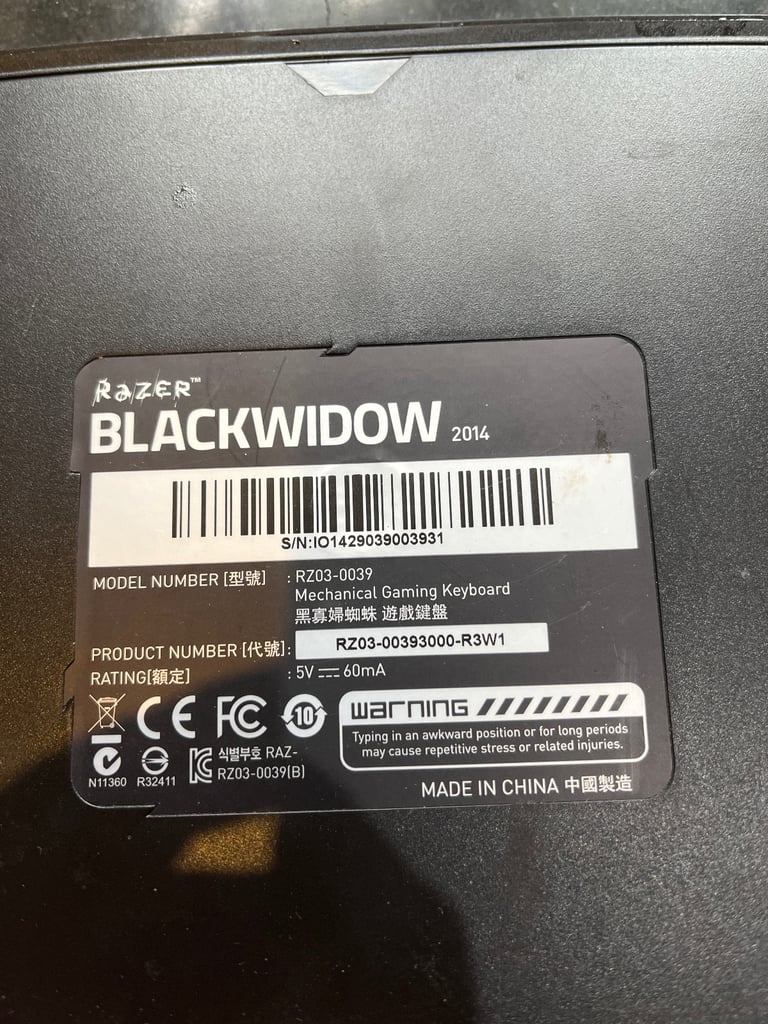 RAZER™
BLACKWIDOW 2014
S/N:IO1429039003931
MODEL NUMBER [型號] : RZ03-0039
Mechanical Gaming Keyboard
黑寡婦蜘蛛 遊戲鍵盤
PRODUCT NUMBER [代號]: RZ03-00393000-R3W1
RATING[額定] : 5V ⎓ 60mA
CE FC 10
warning
Typing in an awkward position or for long periods
may cause repetitive stress or related injuries.
N11360 R32411
식별부호 RAZ-
RZ03-0039(B)
MADE IN CHINA 中國製造